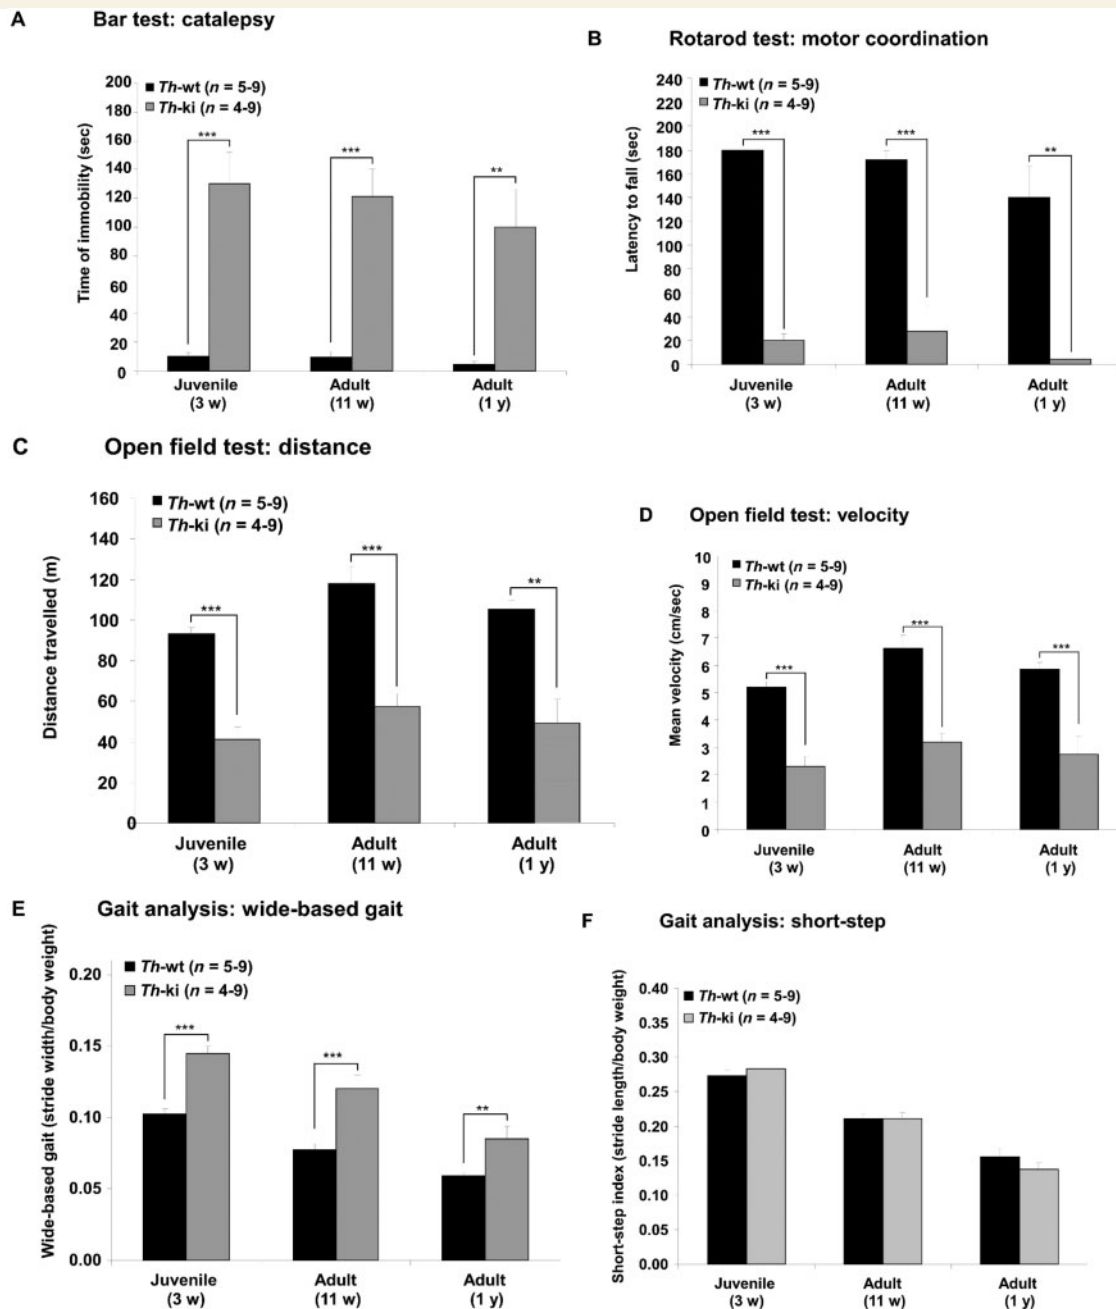 A Bar test: catalepsy
Time of immobility (sec)
200
180
160
140
120
100
80
60
40
20
0
Th-wt (n = 5-9)
Th-ki (n = 4-9)
***
***
**
Juvenile Adult Adult
(3 w) (11 w) (1 y)
B Rotarod test: motor coordination
Latency to fall (sec)
240
220
200
180
160
140
120
100
80
60
40
20
0
Th-wt (n = 5-9)
Th-ki (n = 4-9)
***
***
**
Juvenile Adult Adult
(3 w) (11 w) (1 y)
C Open field test: distance
Distance travelled (m)
160
140
120
100
80
60
40
20
0
Th-wt (n = 5-9)
Th-ki (n = 4-9)
***
***
**
Juvenile Adult Adult
(3 w) (11 w) (1 y)
D Open field test: velocity
Mean velocity (cm/sec)
10
9
8
7
6
5
4
3
2
1
0
Th-wt (n = 5-9)
Th-ki (n = 4-9)
***
***
***
Juvenile Adult Adult
(3 w) (11 w) (1 y)
E Gait analysis: wide-based gait
Wide-based gait (stride width/body weight)
0.20
0.15
0.10
0.05
0.00
Th-wt (n = 5-9)
Th-ki (n = 4-9)
***
***
**
Juvenile Adult Adult
(3 w) (11 w) (1 y)
F Gait analysis: short-step
Short-step index (stride length/body weight)
0.40
0.35
0.30
0.25
0.20
0.15
0.10
0.05
0.00
Th-wt (n = 5-9)
Th-ki (n = 4-9)
Juvenile Adult Adult
(3 w) (11 w) (1 y)